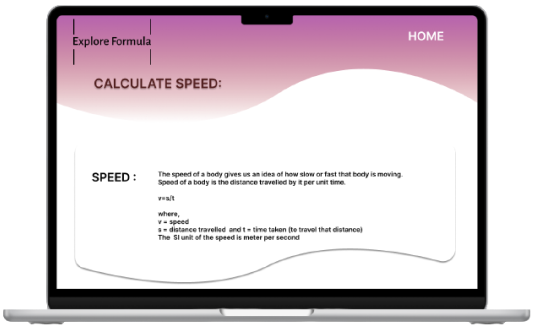 Explore Formula
HOME
CALCULATE SPEED:
SPEED :
The speed of a body gives us an idea of how slow or fast that body is moving.
Speed of a body is the distance travelled by it per unit time.
v=s/t
where,
v = speed
s = distance travelled and t = time taken (to travel that distance)
The SI unit of the speed is meter per second